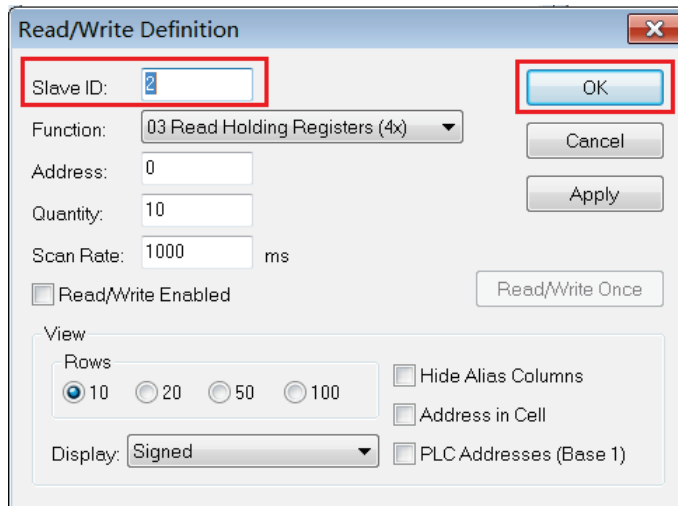 Read/Write Definition
Slave ID: 2
OK
Function: 03 Read Holding Registers (4x)
Cancel
Address: 0
Apply
Quantity: 10
Scan Rate: 1000 ms
Read/Write Enabled
Read/Write Once
View
Rows
10 20 50 100
Hide Alias Columns
Address in Cell
Display: Signed
PLC Addresses (Base 1)